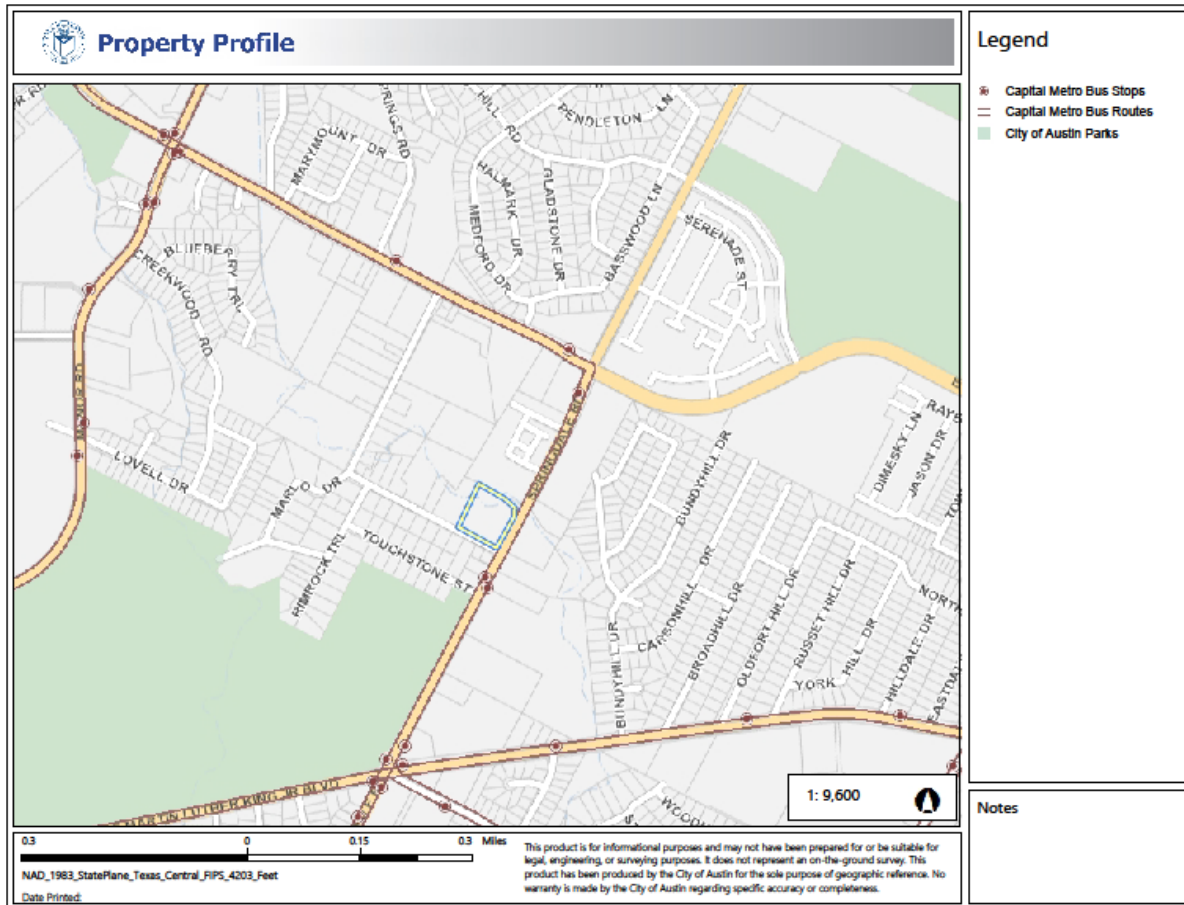 Property Profile
Legend
Capital Metro Bus Stops
Capital Metro Bus Routes
City of Austin Parks
PENDLETON LN
HILL RD
MARYMOUNT DR
HALMARK DR
GLADSTONE DR
MEDFORD DR
BASSWOOD LN
SERENADE ST
BLUEBERRY TRL
CREEKWOOD RD
SPRINGDALE
LOVELL DR
MARLO DR
RIMROCK TRL
TOUCHSTONE ST
BUNDYHILL DR
CARSONHILL DR
BROADHILL DR
OLDFORT HILL DR
RUSSET HILL DR
YORK HILL DR
HILLDALE DR
NORTH
DIMESKY LN
JASON DR
BUNDYHILL DR
MARTIN LUTHER KING JR BLVD
1: 9,600
Notes
0.3 0 0.15 0.3 Miles
NAD_1983_StatePlane_Texas_Central_FIPS_4203_Feet
Date Printed:
This product is for informational purposes and may not have been prepared for or be suitable for
legal, engineering, or surveying purposes. It does not represent an on-the-ground survey. This
product has been produced by the City of Austin for the sole purpose of geographic reference. No
warranty is made by the City of Austin regarding specific accuracy or completeness.